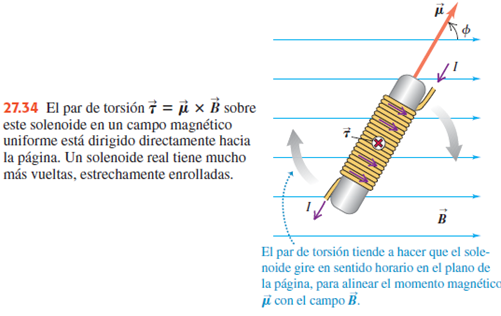 27.34 El par de torsión τ⃗ = μ⃗ × B⃗ sobre
este solenoide en un campo magnético
uniforme está dirigido directamente hacia
la página. Un solenoide real tiene mucho
más vueltas, estrechamente enrolladas.
μ⃗
ϕ
I
τ⃗
I
B⃗
El par de torsión tiende a hacer que el sole-
noide gire en sentido horario en el plano de
la página, para alinear el momento magnético
μ⃗ con el campo B⃗.